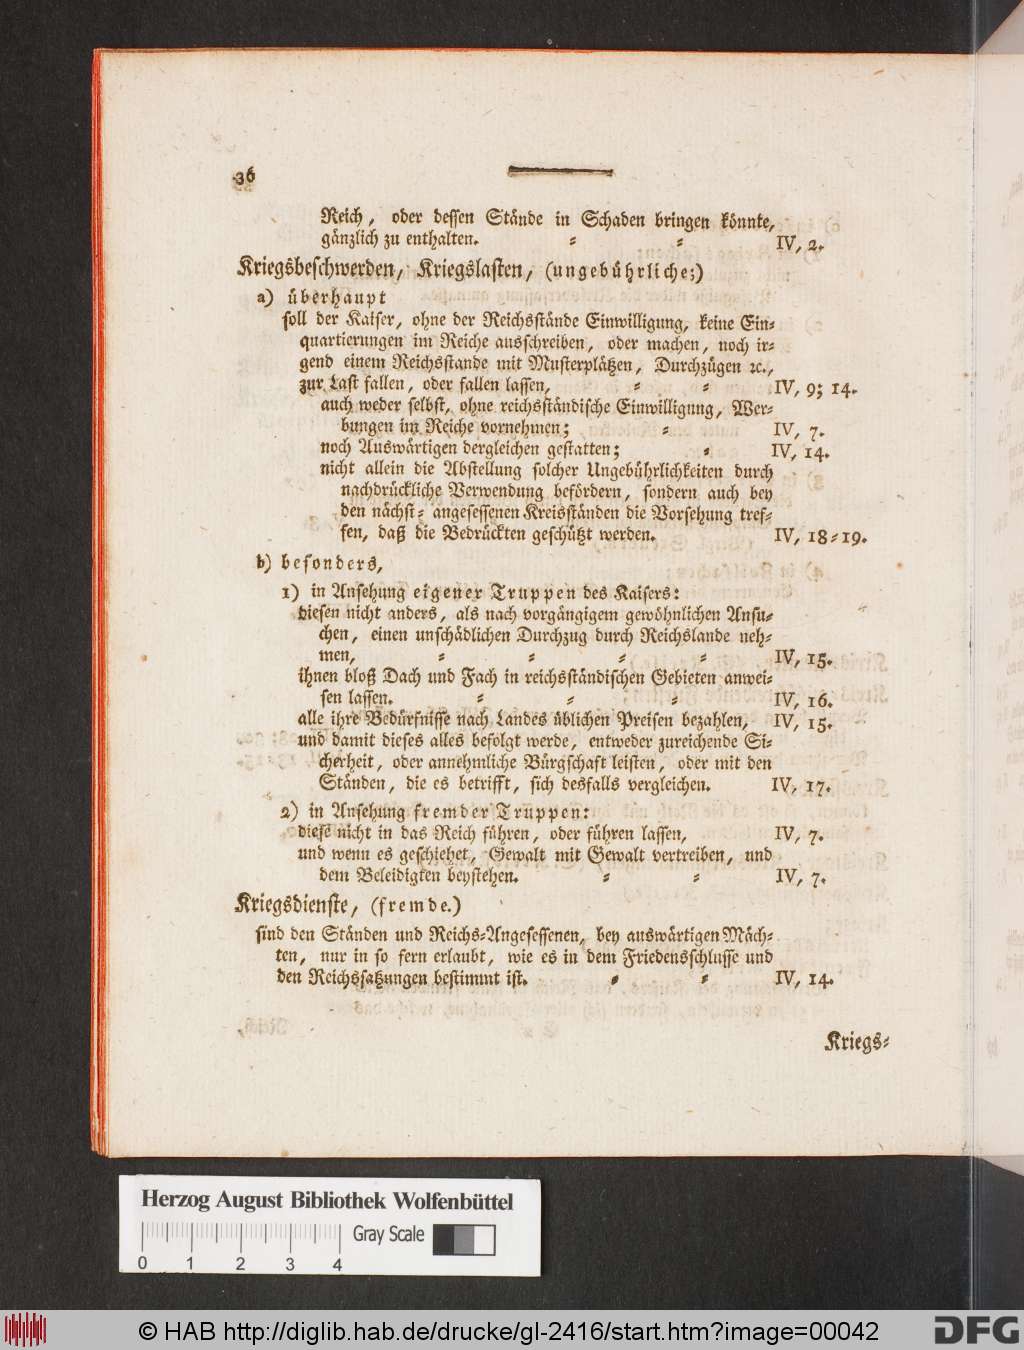 36
Reich, oder dessen Stände in Schaden bringen könnte,
gänzlich zu enthalten. = = IV, 2.
Kriegsbeschwerden, Kriegslasten, (ungebührliche;)
a) überhaupt
soll der Kaiser, ohne der Reichsstände Einwilligung, keine Ein=
quartierungen im Reiche ausschreiben, oder machen, noch ir=
gend einem Reichsstande mit Musterplätzen, Durchzügen ꝛc.,
zur Last fallen, oder fallen lassen, = = IV, 9; 14.
auch weder selbst, ohne reichsständische Einwilligung, Wer=
bungen im Reiche vornehmen; = IV, 7.
noch Auswärtigen dergleichen gestatten; = IV, 14.
nicht allein die Abstellung solcher Ungebührlichkeiten durch
nachdrückliche Verwendung befördern, sondern auch bey
den nächst= angesessenen Kreisständen die Vorsehung tref=
fen, daß die Bedrückten geschützt werden. IV, 18=19.
b) besonders,
1) in Ansehung eigener Truppen des Kaisers:
diesen nicht anders, als nach vorgängigem gewöhnlichen Ansu=
chen, einen unschädlichen Durchzug durch Reichslande neh=
men, = = = = IV, 15.
ihnen bloß Dach und Fach in reichsständischen Gebieten anwei=
sen lassen. = = = IV, 16.
alle ihre Bedürfnisse nach Landes üblichen Preisen bezahlen, IV, 15.
und damit dieses alles befolgt werde, entweder zureichende Si=
cherheit, oder annehmliche Bürgschaft leisten, oder mit den
Ständen, die es betrifft, sich desfalls vergleichen. IV, 17.
2) in Ansehung fremder Truppen:
diese nicht in das Reich führen, oder führen lassen, IV, 7.
und wenn es geschiehet, Gewalt mit Gewalt vertreiben, und
dem Beleidigten beystehen. = = IV, 7.
Kriegsdienste, (fremde.)
sind den Ständen und Reichs=Angesessenen, bey auswärtigen Mäch=
ten, nur in so fern erlaubt, wie es in dem Friedensschlusse und
den Reichssatzungen bestimmt ist. = = IV, 14.
Kriegs=
Herzog August Bibliothek Wolfenbüttel
Gray Scale
0 1 2 3 4
© HAB http://diglib.hab.de/drucke/gl-2416/start.htm?image=00042
DFG